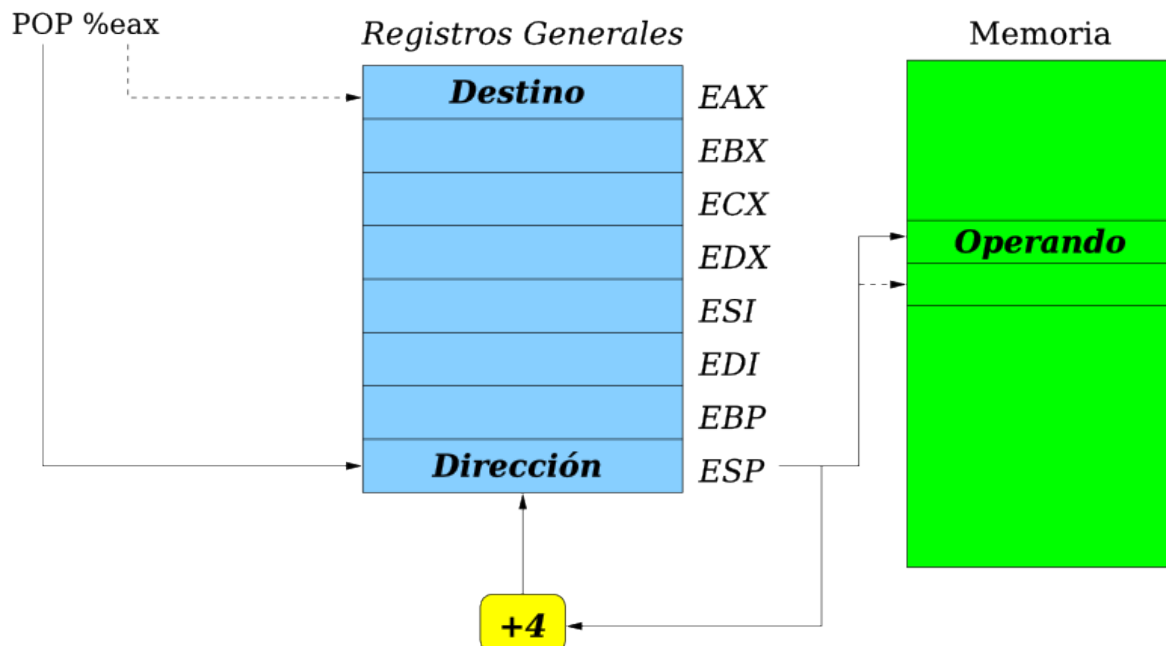 POP %eax
Registros Generales
Memoria
Destino
EAX
EBX
ECX
EDX
Operando
ESI
EDI
EBP
Dirección
ESP
+4